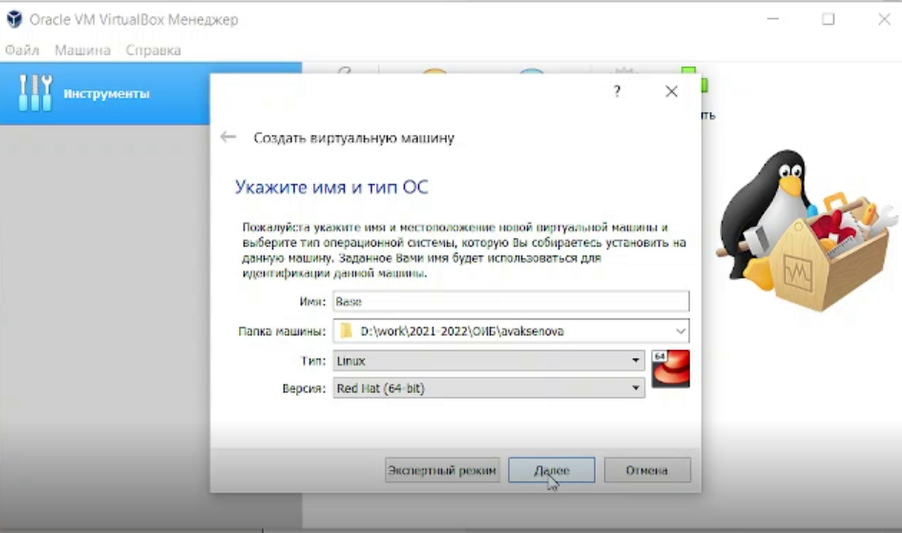 Oracle VM VirtualBox Менеджер
Файл Машина Справка
Инструменты
ть
?
Создать виртуальную машину
Укажите имя и тип ОС
Пожалуйста укажите имя и местоположение новой виртуальной машины и
выберите тип операционной системы, которую Вы собираетесь установить на
данную машину. Заданное Вами имя будет использоваться для
идентификации данной машины.
Имя: Base
Папка машины: D:\work\2021-2022\ОИБ\avaksenova
Тип: Linux
64
Версия: Red Hat (64-bit)
Экспертный режим Далее Отмена